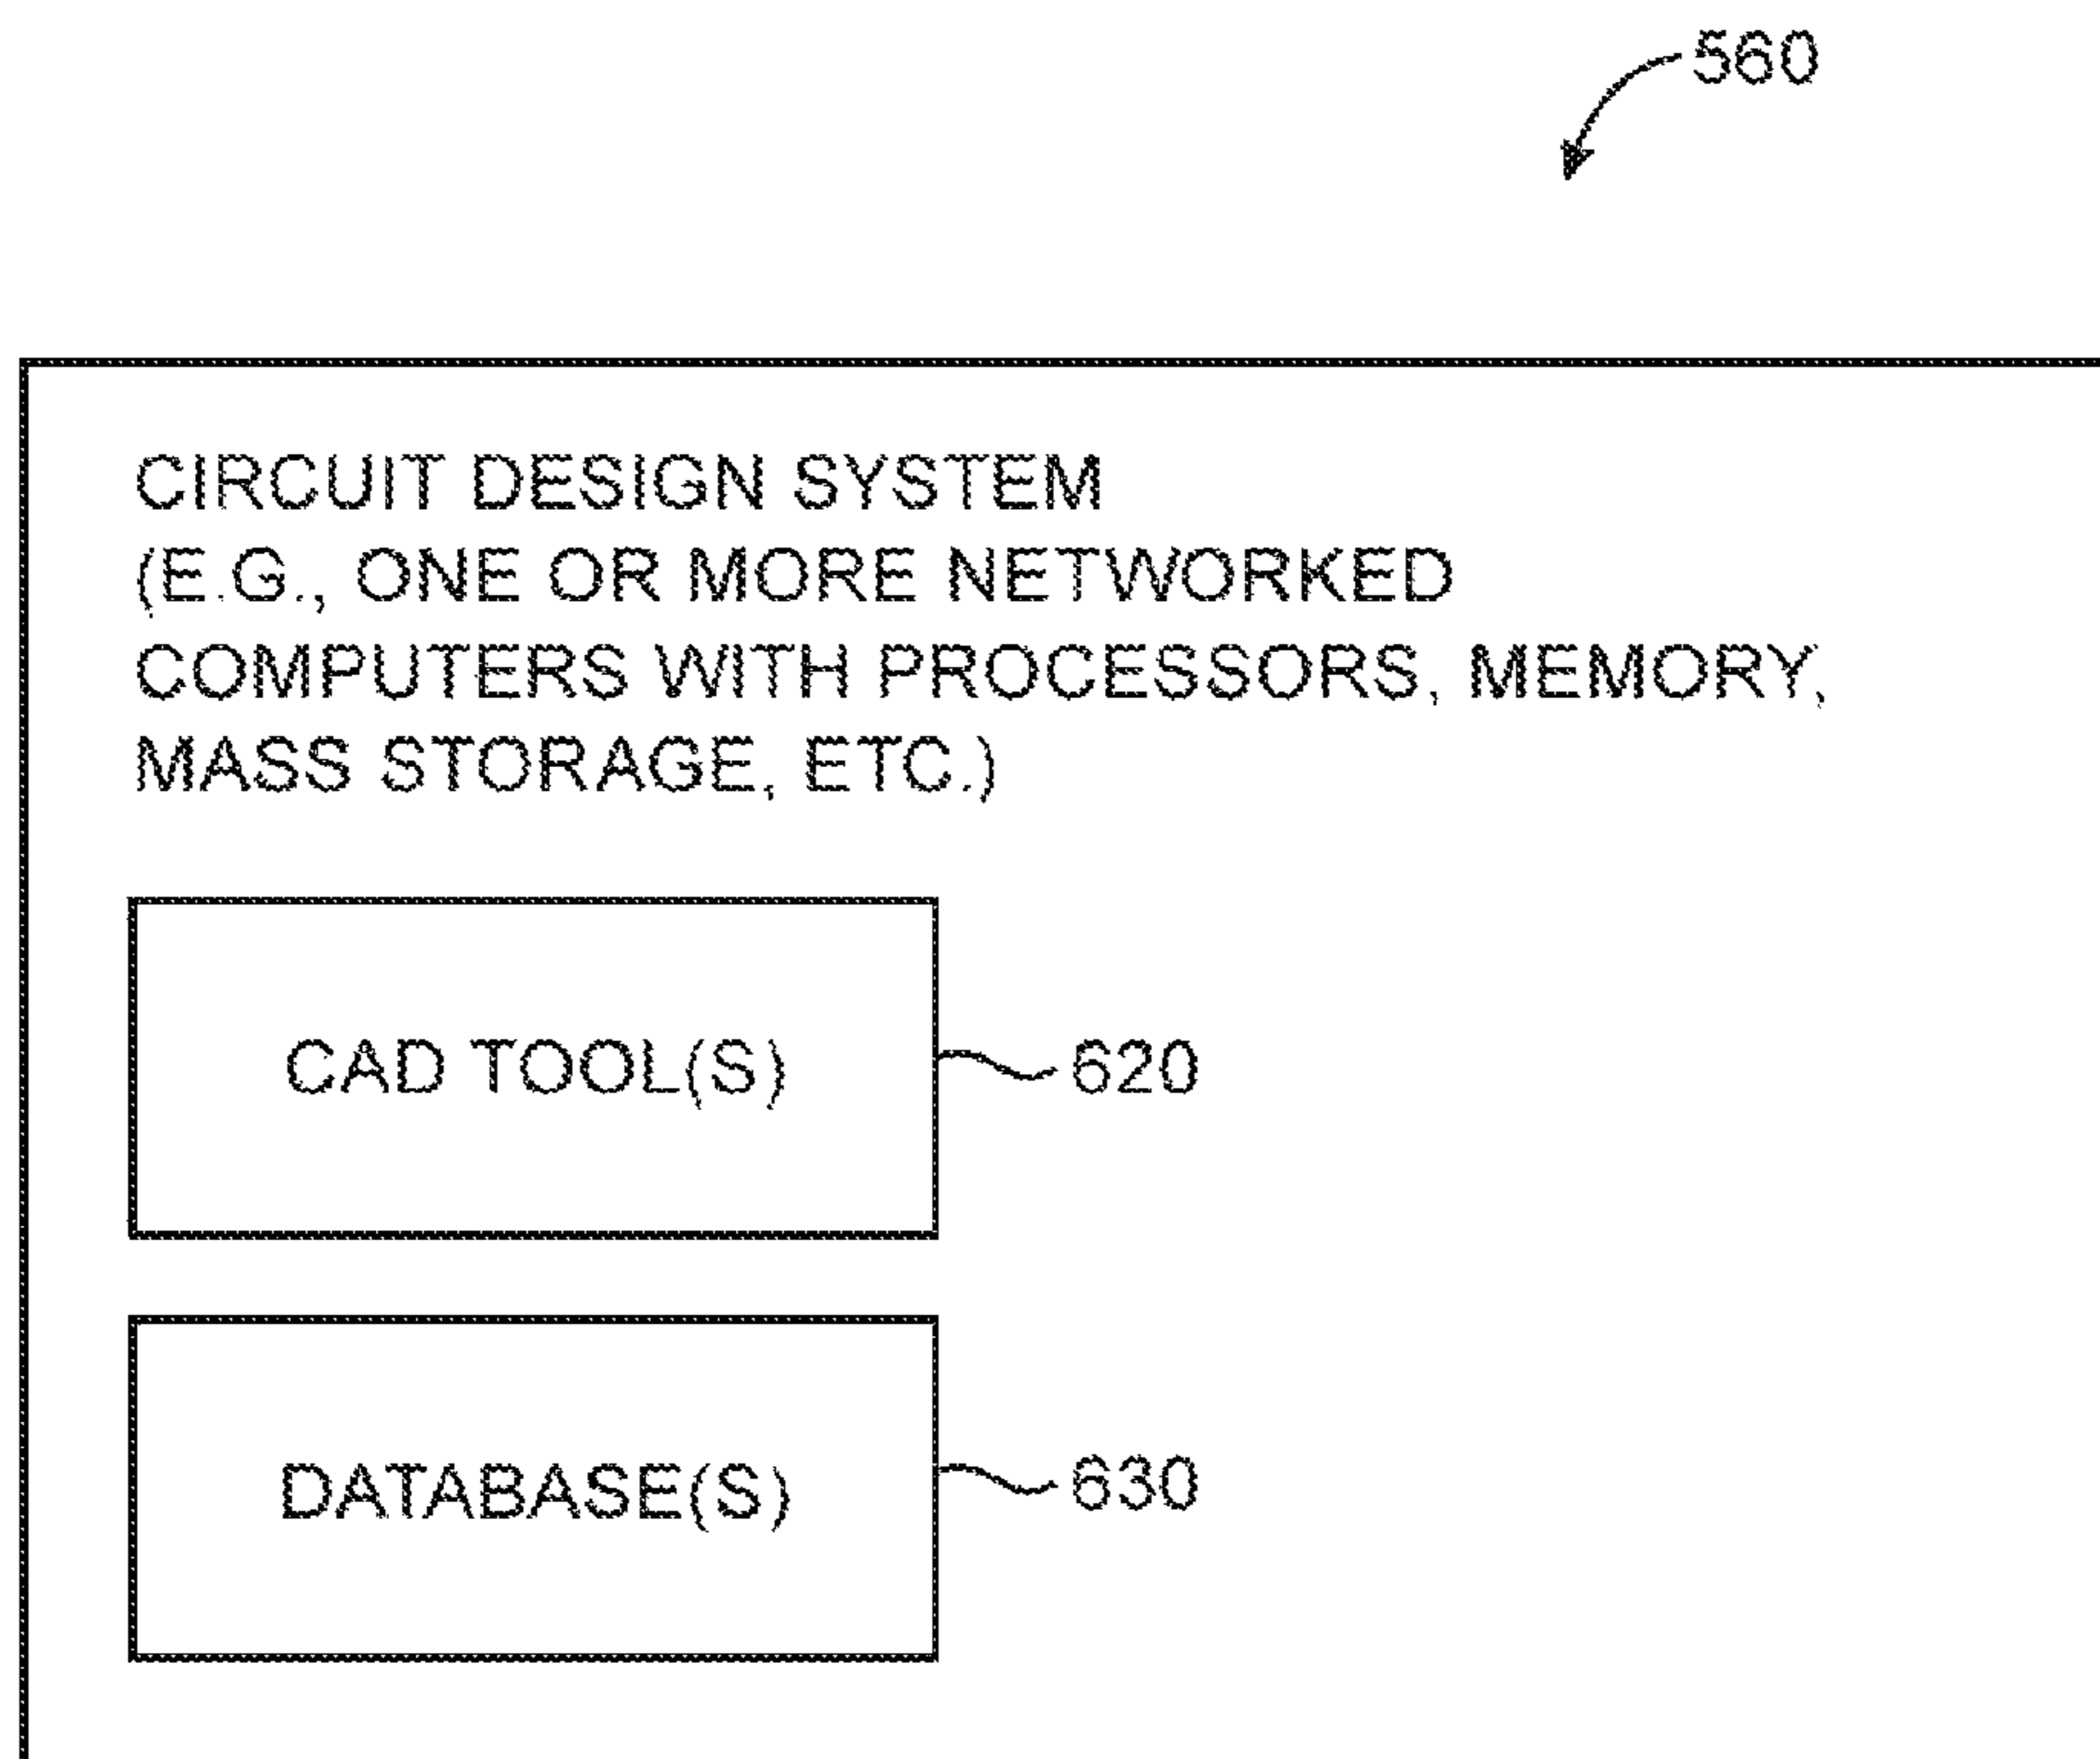 560
CIRCUIT DESIGN SYSTEM
(E.G., ONE OR MORE NETWORKED
COMPUTERS WITH PROCESSORS, MEMORY,
MASS STORAGE, ETC.)
CAD TOOL(S)
620
DATABASE(S)
630